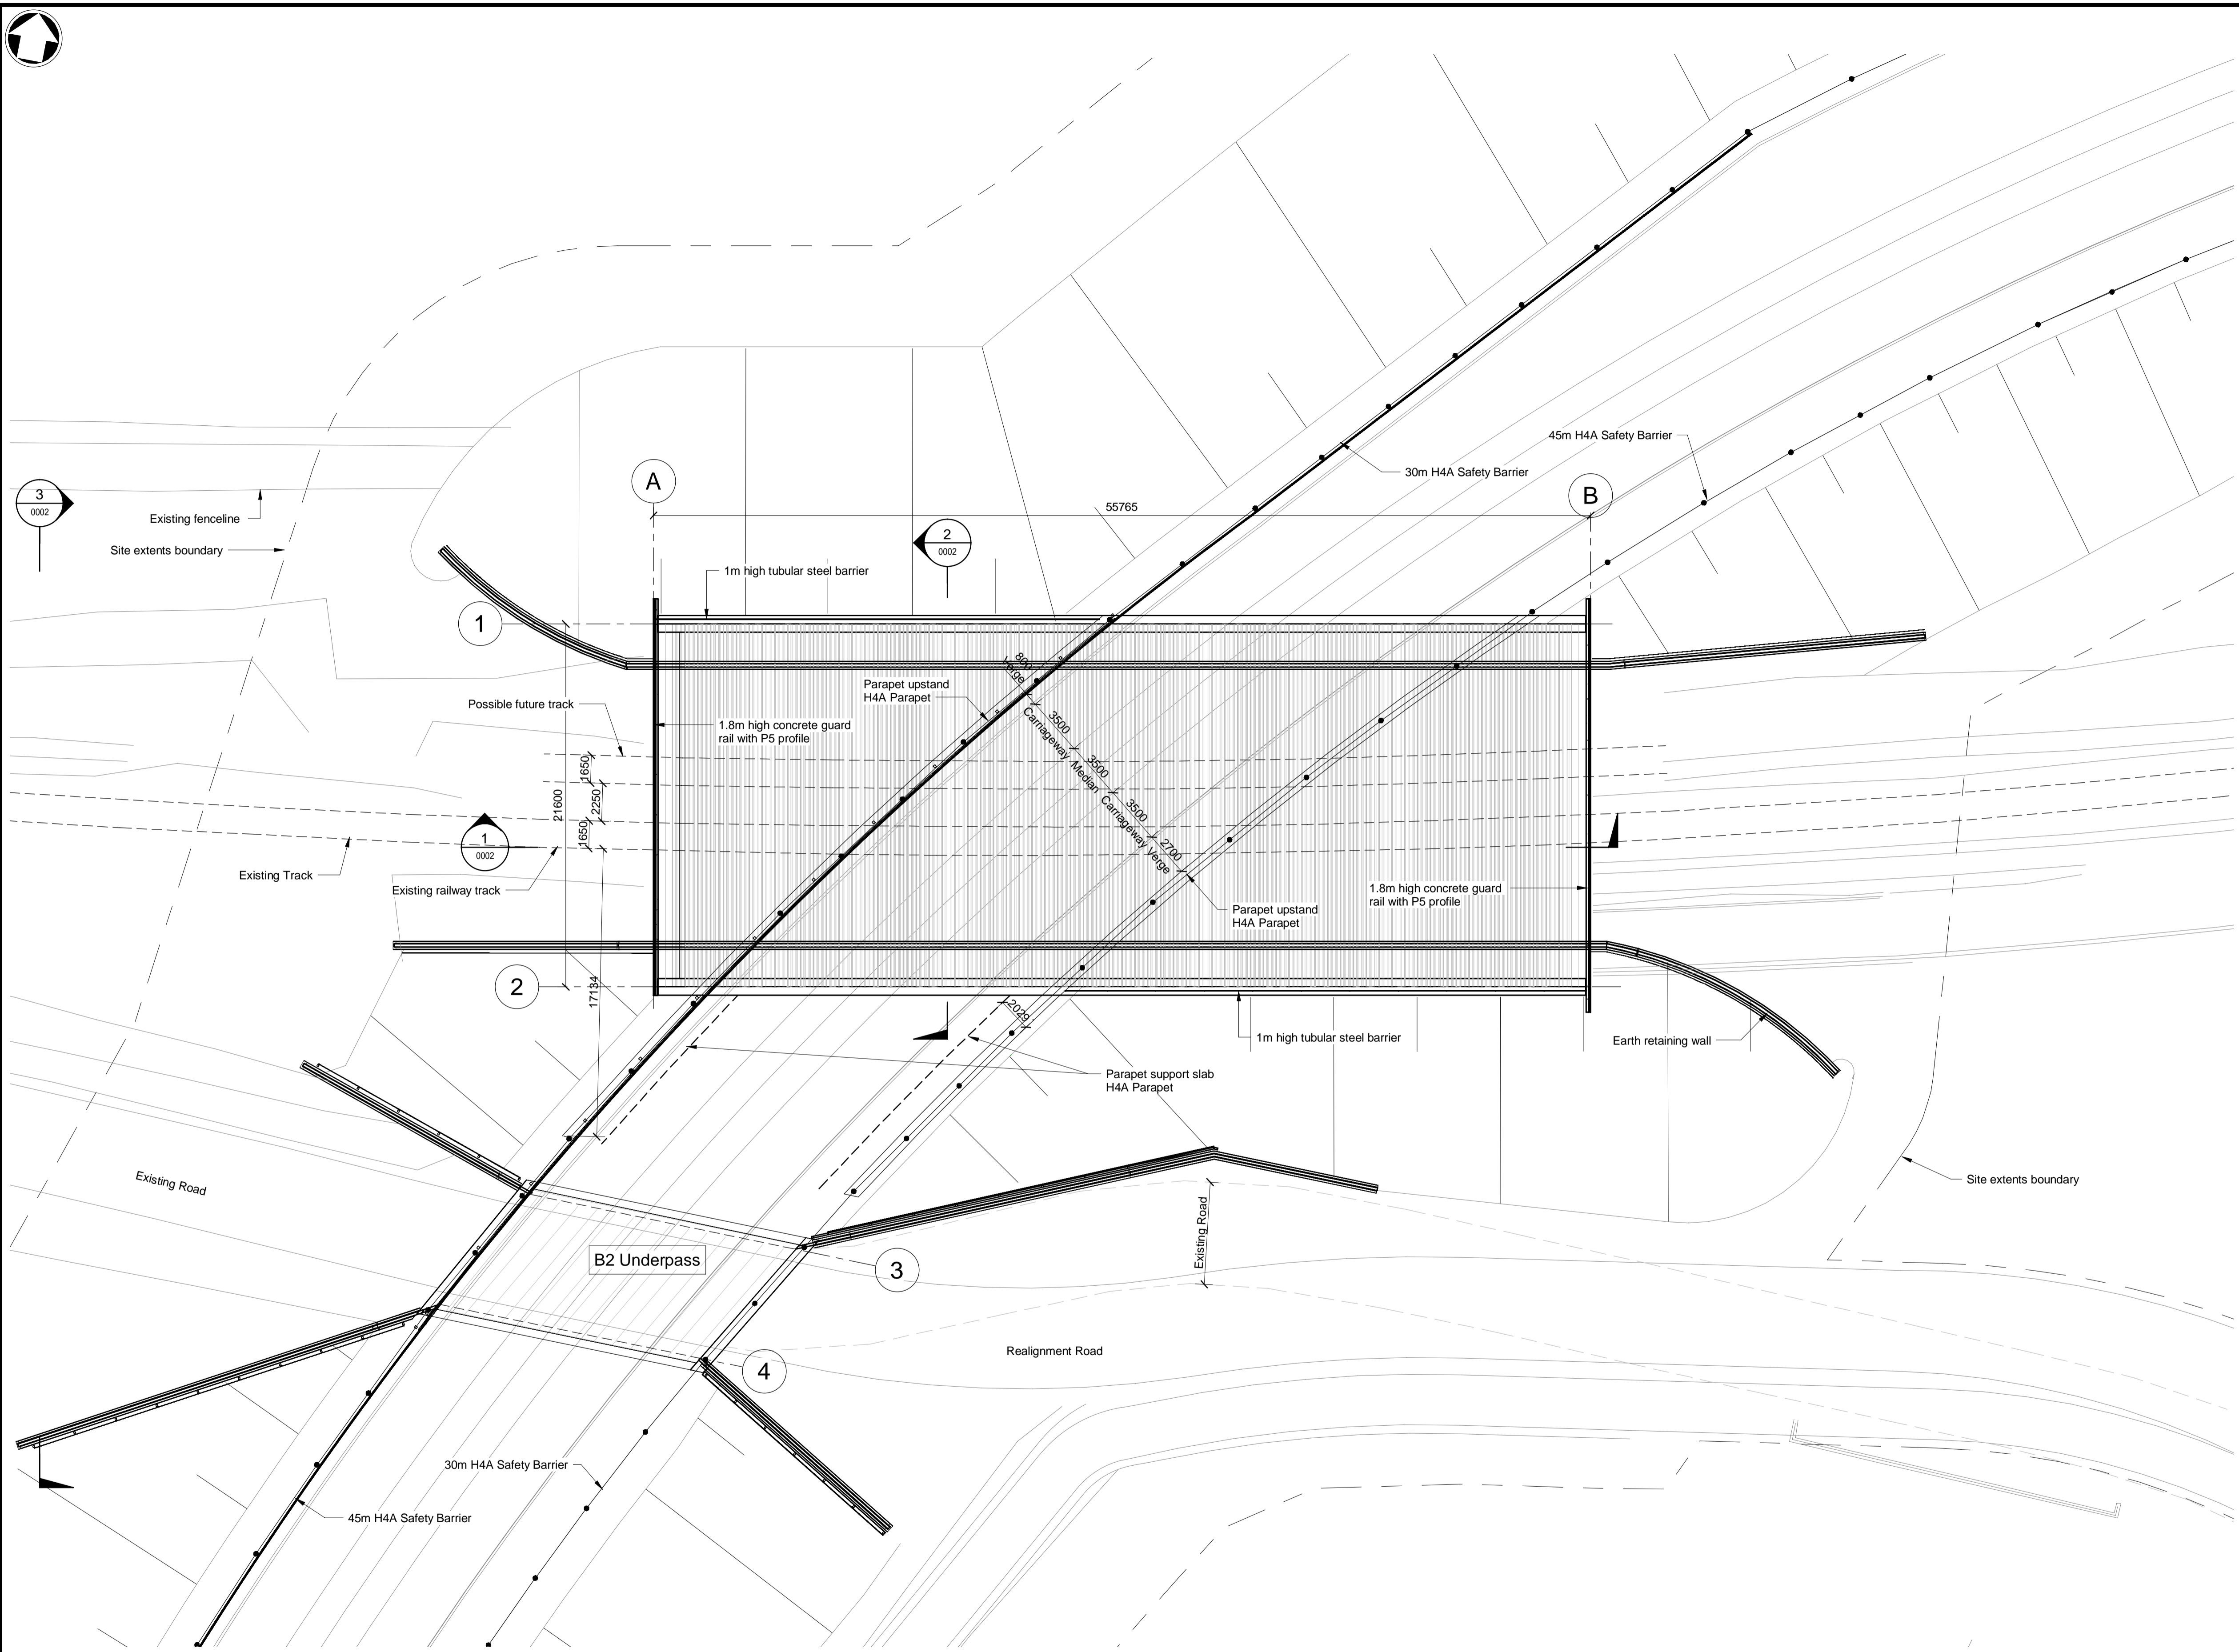 45m H4A Safety Barrier
30m H4A Safety Barrier
A
B
3
0002
55765
Existing fenceline
Site extents boundary
2
0002
1m high tubular steel barrier
1
800
Verge
3500
Carriageway
3500
Median
3500
Carriageway
2700
Verge
Parapet upstand
H4A Parapet
Possible future track
1.8m high concrete guard
rail with P5 profile
1650
21600
2250
1650
1
0002
Existing Track
Existing railway track
1.8m high concrete guard
rail with P5 profile
Parapet upstand
H4A Parapet
2
17134
2029
1m high tubular steel barrier
Earth retaining wall
Parapet support slab
H4A Parapet
Existing Road
Site extents boundary
Existing Road
B2 Underpass
3
Realignment Road
4
30m H4A Safety Barrier
45m H4A Safety Barrier